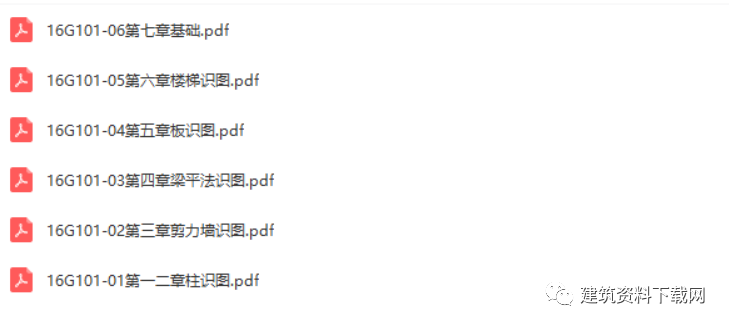 16G101-06第七章基础.pdf
16G101-05第六章楼梯识图.pdf
16G101-04第五章板识图.pdf
16G101-03第四章梁平法识图.pdf
16G101-02第三章剪力墙识图.pdf
16G101-01第一二章柱识图.pdf
建筑资料下载网